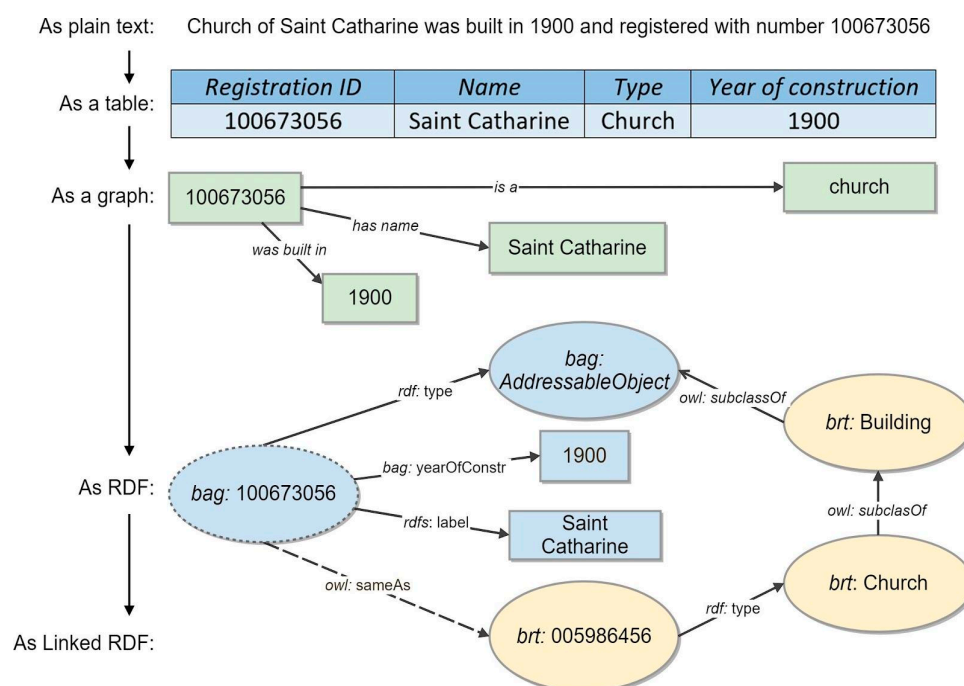 As plain text: Church of Saint Catharine was built in 1900 and registered with number 100673056
As a table:
Registration ID Name Type Year of construction
100673056 Saint Catharine Church 1900
As a graph:
100673056
is a
church
has name
Saint Catharine
was built in
1900
bag:
AddressableObject
rdf: type
owl: subclassOf
brt: Building
As RDF:
bag: 100673056
bag: yearOfConstr
1900
rdfs: label
Saint
Catharine
owl: subclasOf
owl: sameAs
brt: Church
rdf: type
brt: 005986456
As Linked RDF: